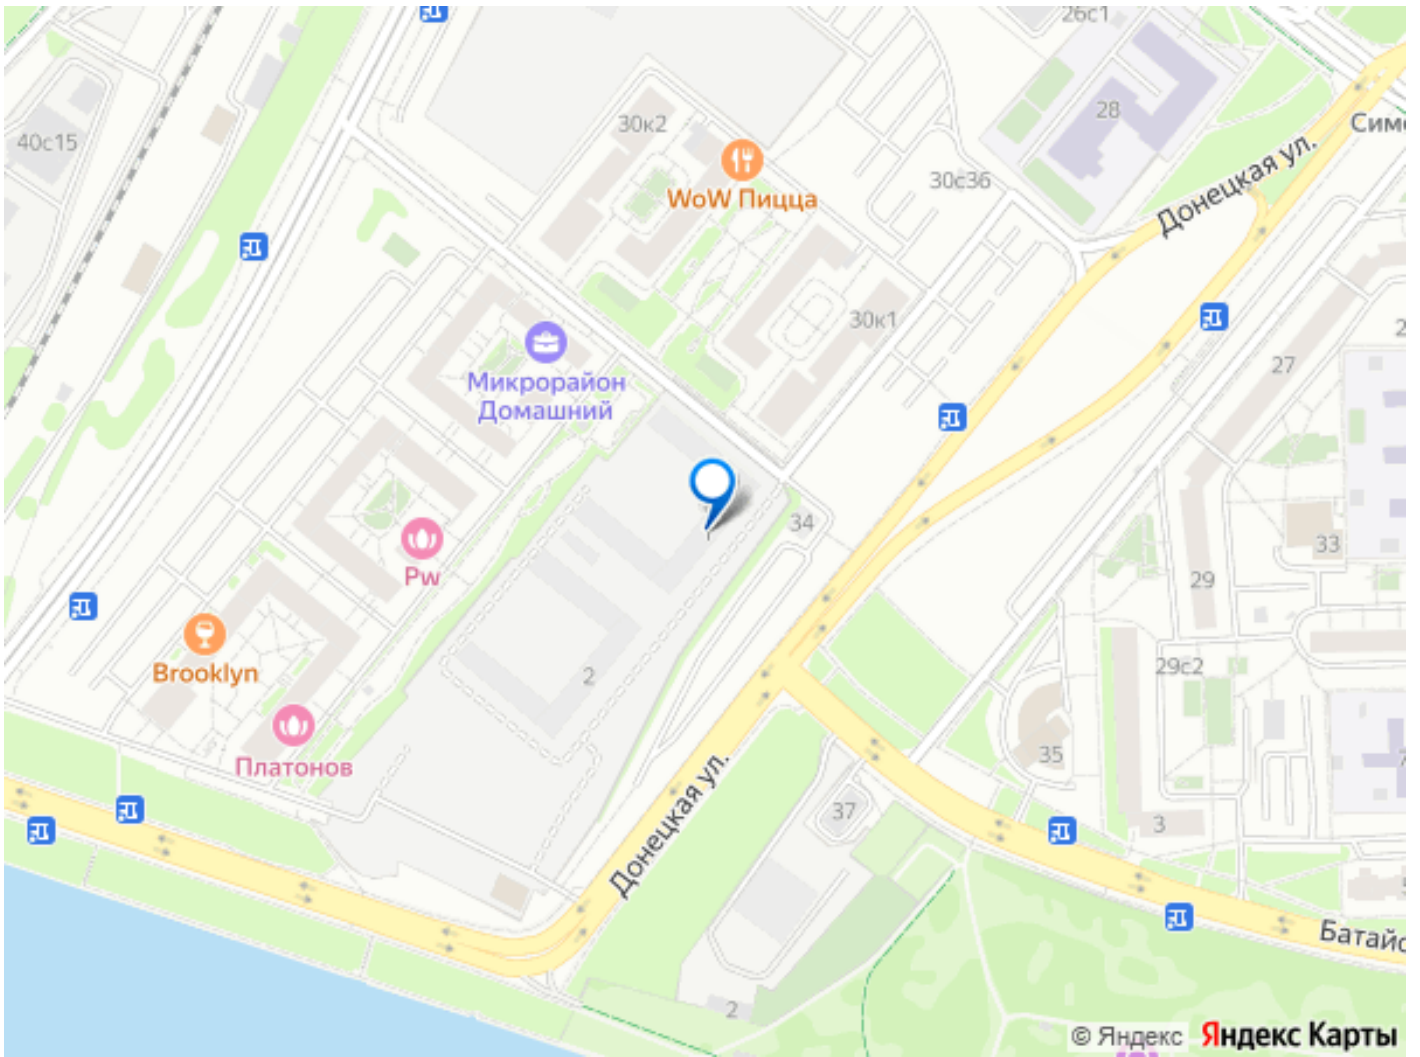 26с1
40с15
30к2
28
Симо
WoW Пицца
30с36
Донецкая ул.
30к1
27
Микрорайон
Домашний
34
33
Pw
29
Brooklyn
2
29с2
Платонов
35
Донецкая ул.
37
3
Батайс
2
© Яндекс
Яндекс Карты